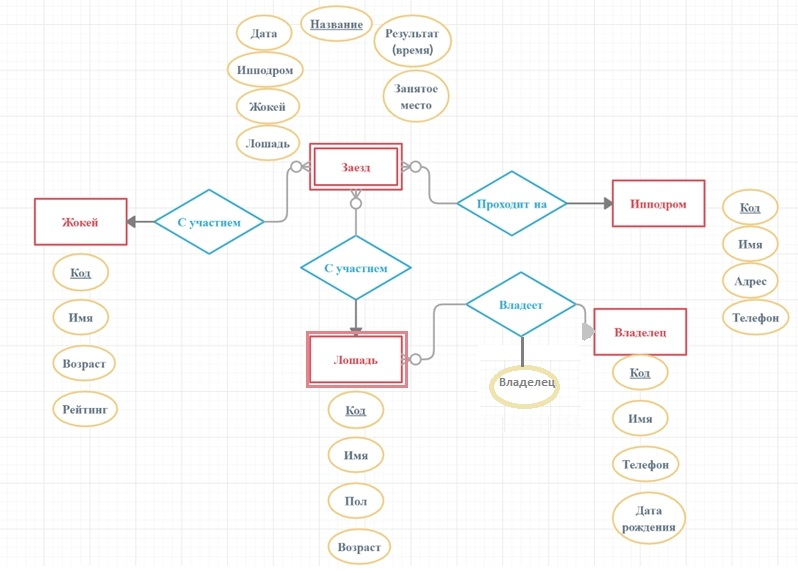 Название
Дата
Результат
(время)
Ипподром
Занятое
место
Жокей
Лошадь
Заезд
Жокей
С участием
Проходит на
Ипподром
Код
Имя
Адрес
Телефон
Код
Имя
Возраст
Рейтинг
С участием
Владеет
Владелец
Владелец
Лошадь
Код
Имя
Пол
Возраст
Код
Имя
Телефон
Дата
рождения